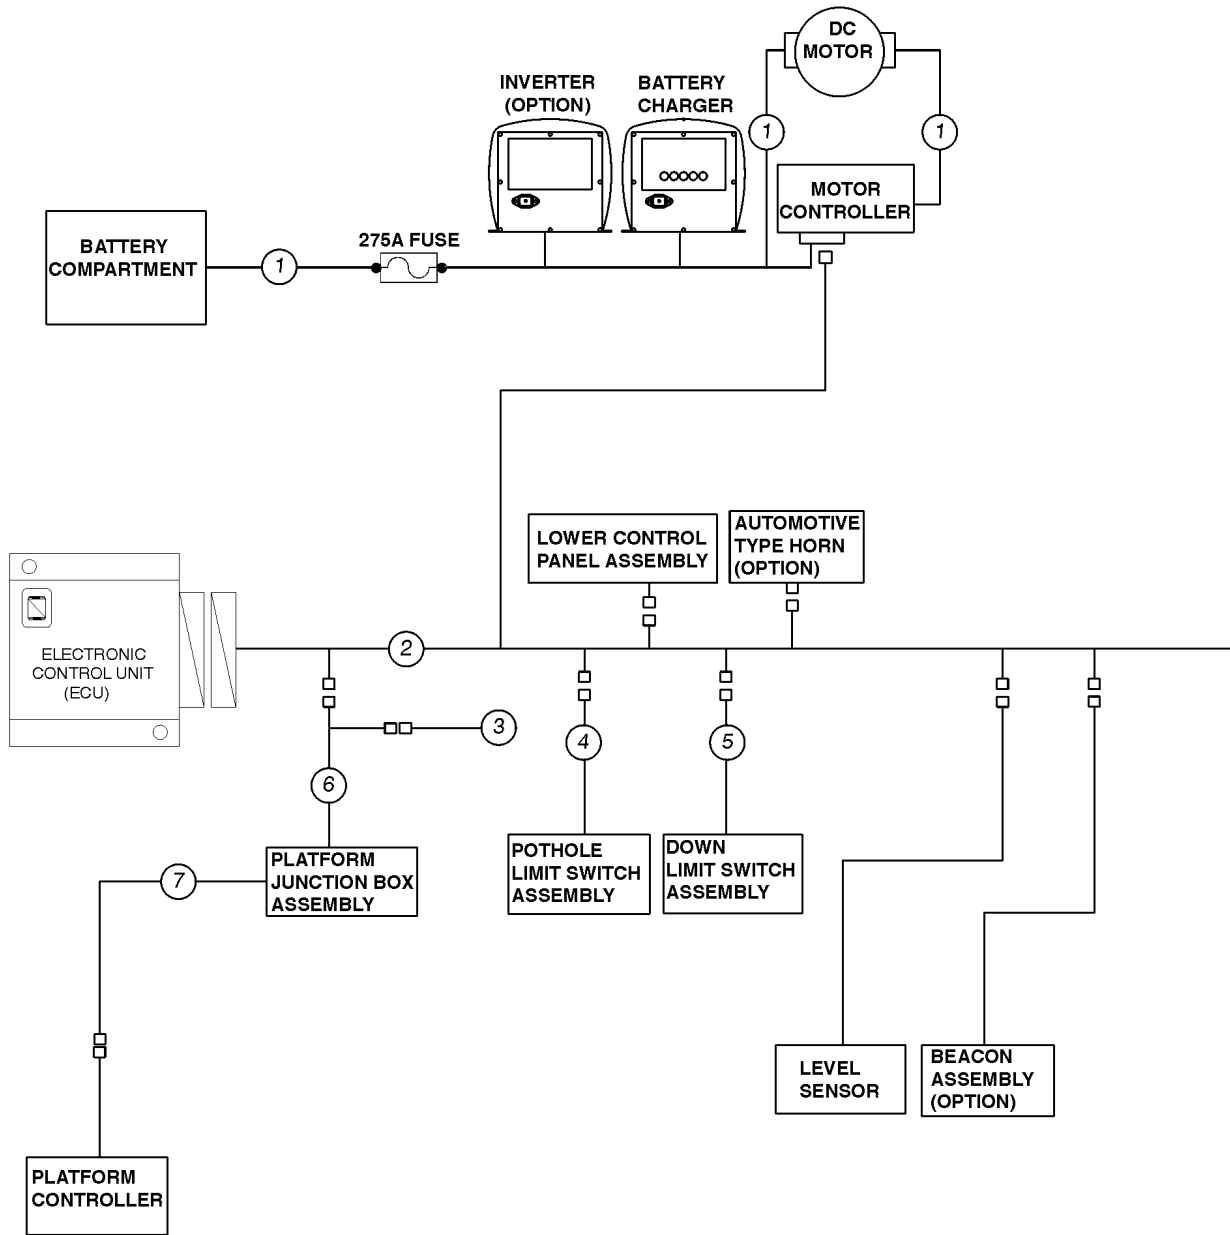 DC
MOTOR
INVERTER
(OPTION)
BATTERY
CHARGER
1
1
MOTOR
CONTROLLER
BATTERY
COMPARTMENT
1
275A FUSE
LOWER CONTROL
PANEL ASSEMBLY
AUTOMOTIVE
TYPE HORN
(OPTION)
ELECTRONIC
CONTROL UNIT
(ECU)
2
3
4
5
6
POTHOLE
LIMIT SWITCH
ASSEMBLY
DOWN
LIMIT SWITCH
ASSEMBLY
PLATFORM
JUNCTION BOX
ASSEMBLY
7
LEVEL
SENSOR
BEACON
ASSEMBLY
(OPTION)
PLATFORM
CONTROLLER